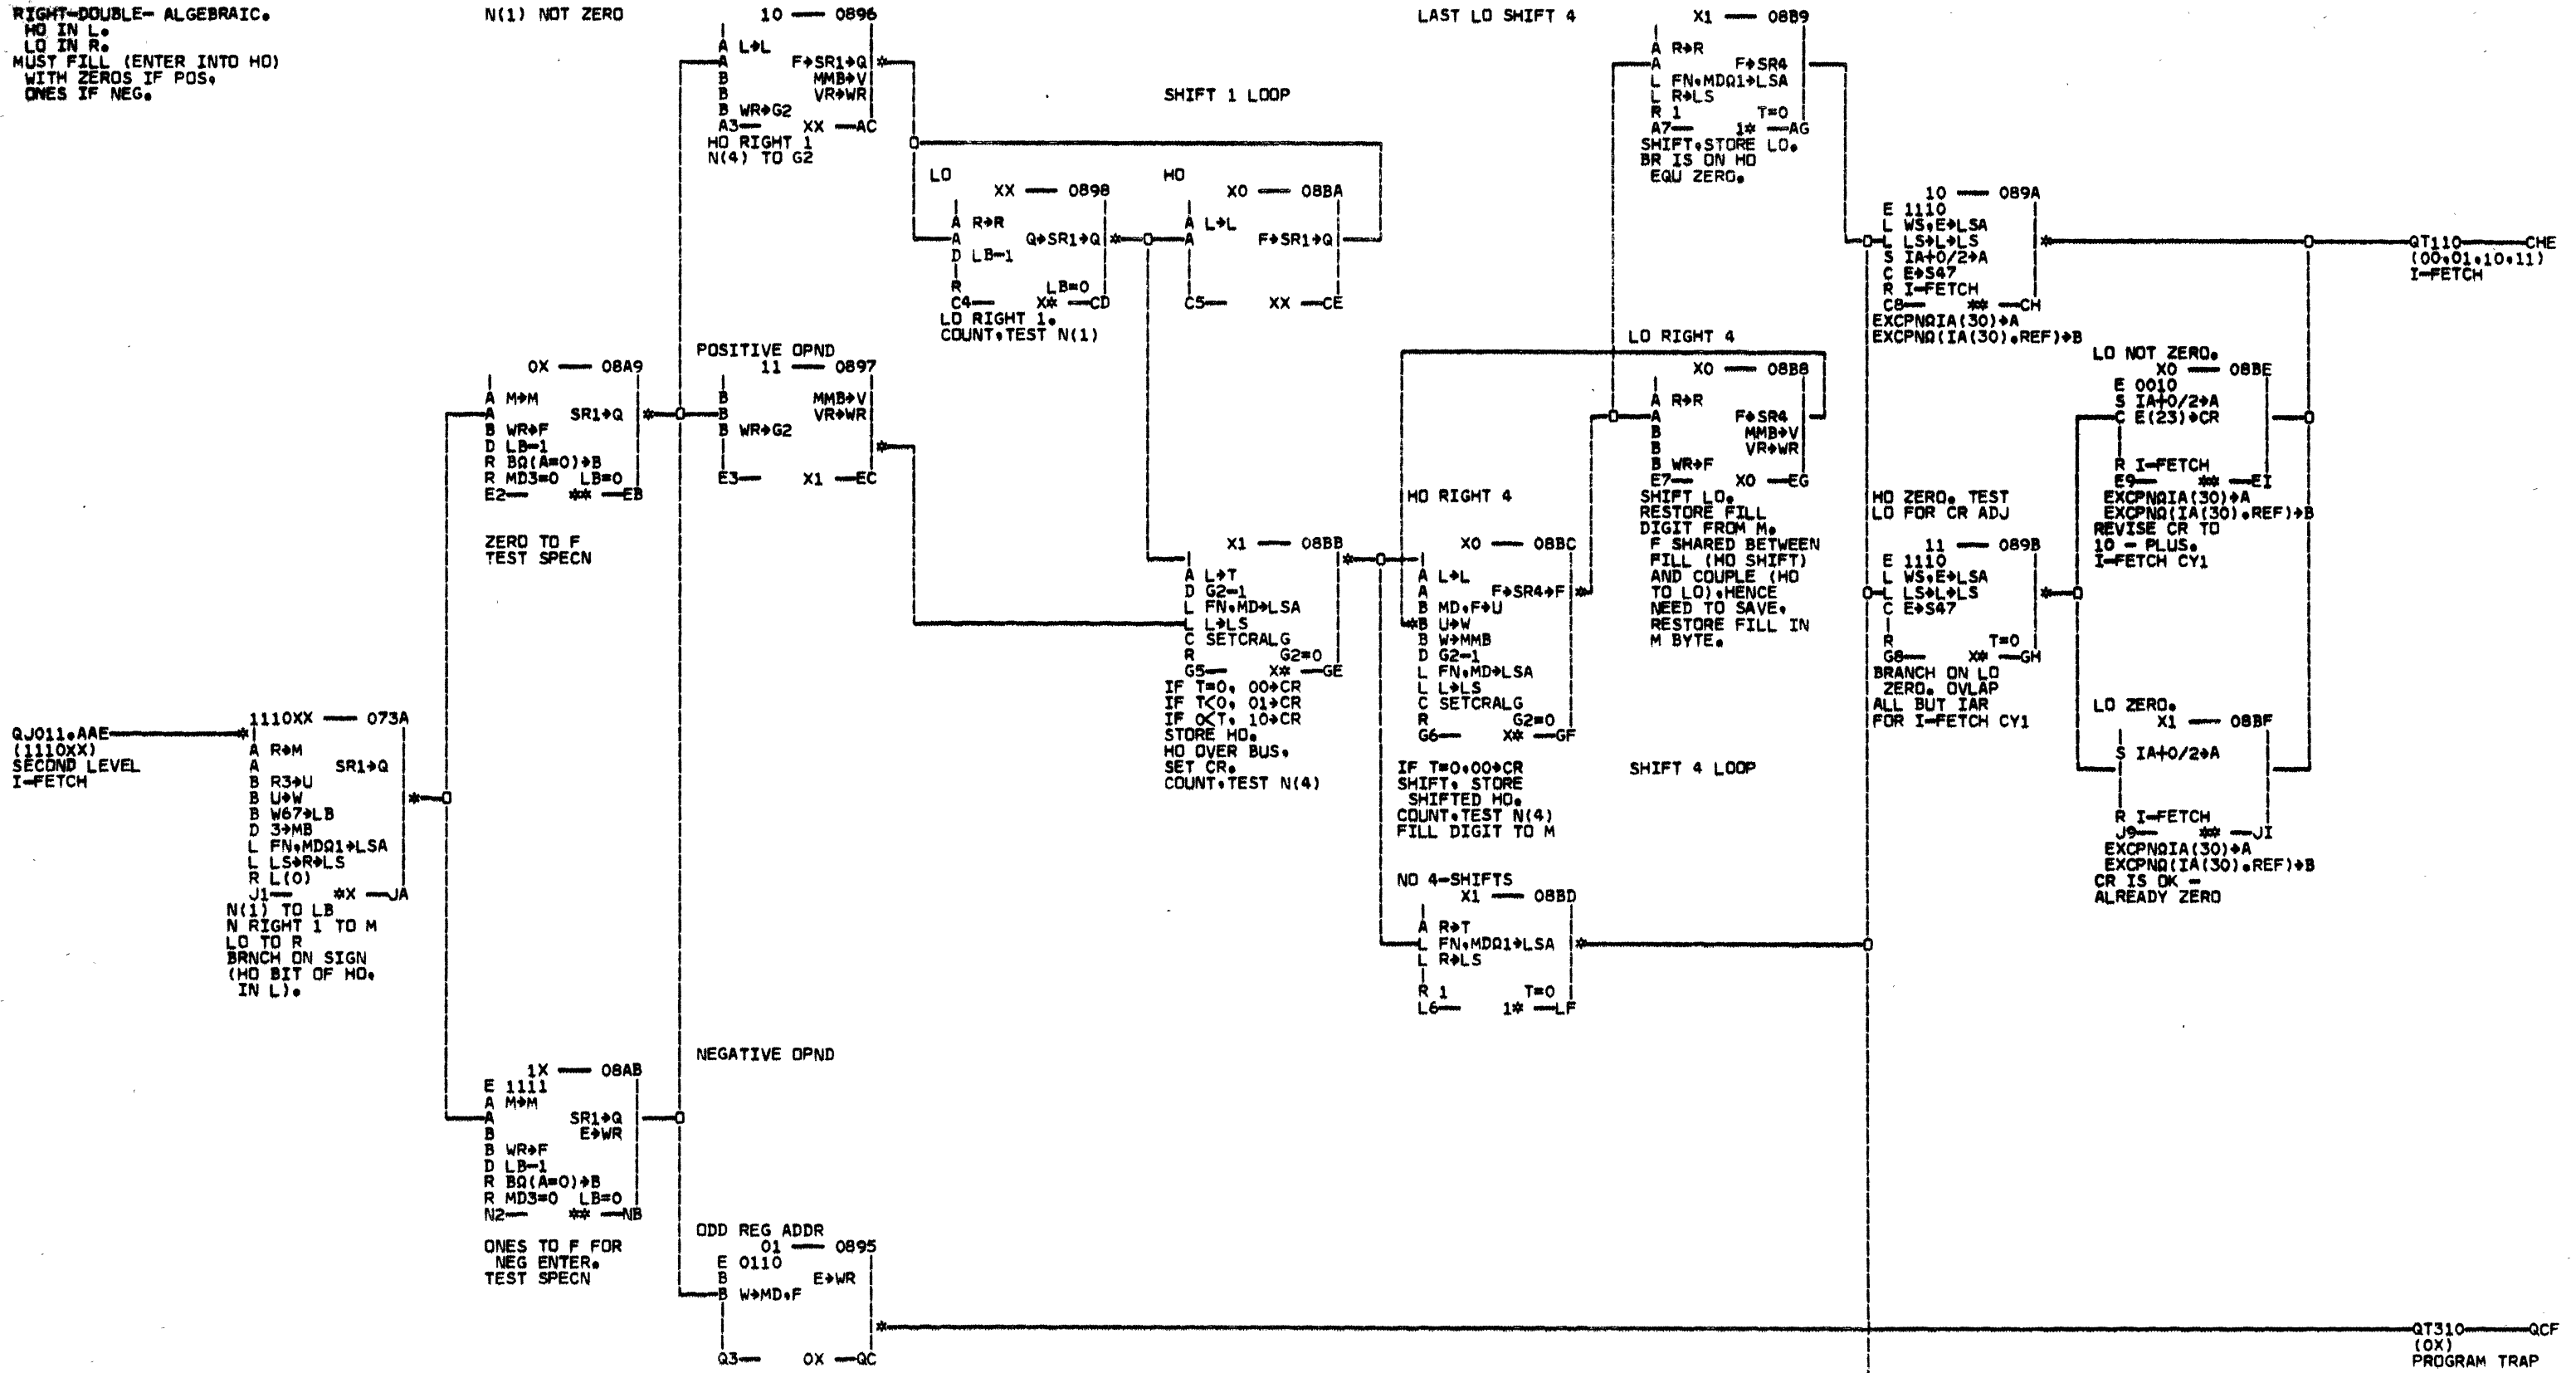 RIGHT-DOUBLE- ALGEBRAIC.
HO IN L.
LO IN R.
MUST FILL (ENTER INTO HO)
WITH ZEROS IF POS,
ONES IF NEG.
N(1) NOT ZERO
10 — 0896
A L→L
A F→SR1→Q *
B MMB→V
B VR→WR
B WR→G2
A3— XX —AC
HO RIGHT 1
N(4) TO G2
SHIFT 1 LOOP
LO
XX — 0898
A R→R
A Q→SR1→Q *
D LB-1
R LB=0
C4— X* —CD
LO RIGHT 1.
COUNT,TEST N(1)
HO
X0 — 08BA
A L→L
A F→SR1→Q
C5— XX —CE
LAST LO SHIFT 4
X1 — 08B9
A R→R
A F→SR4
L FN,MDΩ1→LSA
L R→LS
R 1 T=0
A7— 1* —AG
SHIFT,STORE LO.
BR IS ON HO
EQU ZERO.
10 — 089A
E 1110
L WS,E→LSA
L LS→L→LS *
S IA+0/2→A
C E→S47
R I-FETCH
C8— ** —CH
EXCPNΩIA(30)→A
EXCPNΩ(IA(30).REF)→B
QT110—CHE
(00,01,10,11)
I-FETCH
0X — 08A9
A M→M
A SR1→Q *
B WR→F
D LB-1
R BΩ(A=0)→B
R MD3=0 LB=0
E2— ** —EB
ZERO TO F
TEST SPECN
POSITIVE OPND
11 — 0897
B MMB→V
B VR→WR
B WR→G2
*
E3— X1 —EC
LO RIGHT 4
X0 — 08B8
A R→R
A F→SR4
B MMB→V
B VR→WR
B WR→F
E7— X0 —EG
SHIFT LO.
RESTORE FILL
DIGIT FROM M.
F SHARED BETWEEN
FILL (HO SHIFT)
AND COUPLE (HO
TO LO),HENCE
NEED TO SAVE,
RESTORE FILL IN
M BYTE.
LO NOT ZERO.
X0 — 08BE
E 0010
S IA+0/2→A
C E(23)→CR
R I-FETCH
E9— ** —EI
EXCPNΩIA(30)→A
EXCPNΩ(IA(30).REF)→B
REVISE CR TO
10 - PLUS.
I-FETCH CY1
X1 — 08BB
*
A L→T
D G2-1
L FN,MD→LSA
L L→LS
C SETCRALG
R G2=0
G5— X* —GE
IF T=0, 00→CR
IF T<0, 01→CR
IF 0<T, 10→CR
STORE HO.
HO OVER BUS.
SET CR.
COUNT,TEST N(4)
HO RIGHT 4
X0 — 08BC
A L→L
A F→SR4→F *
B MD,F→U
*B U→W
B W→MMB
D G2-1
L FN,MD→LSA
L L→LS
C SETCRALG
R G2=0
G6— X* —GF
IF T=0,00→CR
SHIFT, STORE
SHIFTED HO.
COUNT,TEST N(4)
FILL DIGIT TO M
SHIFT 4 LOOP
HO ZERO. TEST
LO FOR CR ADJ
11 — 089B
E 1110
L WS,E→LSA
L LS→L→LS *
C E→S47
R T=0
G8— X* —GH
BRANCH ON LO
ZERO. OVLAP
ALL BUT IAR
FOR I-FETCH CY1
LO ZERO.
X1 — 08BF
S IA+0/2→A
R I-FETCH
J9— ** —JI
EXCPNΩIA(30)→A
EXCPNΩ(IA(30).REF)→B
CR IS OK -
ALREADY ZERO
QJ011.AAE *
(1110XX)
SECOND LEVEL
I-FETCH
1110XX — 073A
A R→M
A SR1→Q
B R3→U
B U→W *
B W67→LB
D 3→MB
L FN,MDΩ1→LSA
L LS→R→LS
R L(0)
J1— *X —JA
N(1) TO LB
N RIGHT 1 TO M
LO TO R
BRNCH ON SIGN
(HO BIT OF HO,
IN L).
NO 4-SHIFTS
X1 — 08BD
A R→T
L FN,MDΩ1→LSA *
L R→LS
R 1 T=0
L6— 1* —LF
NEGATIVE OPND
1X — 08AB
E 1111
A M→M
A SR1→Q
B E→WR
B WR→F
D LB-1
R BΩ(A=0)→B
R MD3=0 LB=0
N2— ** —NB
ONES TO F FOR
NEG ENTER.
TEST SPECN
ODD REG ADDR
01 — 0895
E 0110
B E→WR
B W→MD,F
*
Q3— 0X —QC
QT310—QCF
(0X)
PROGRAM TRAP